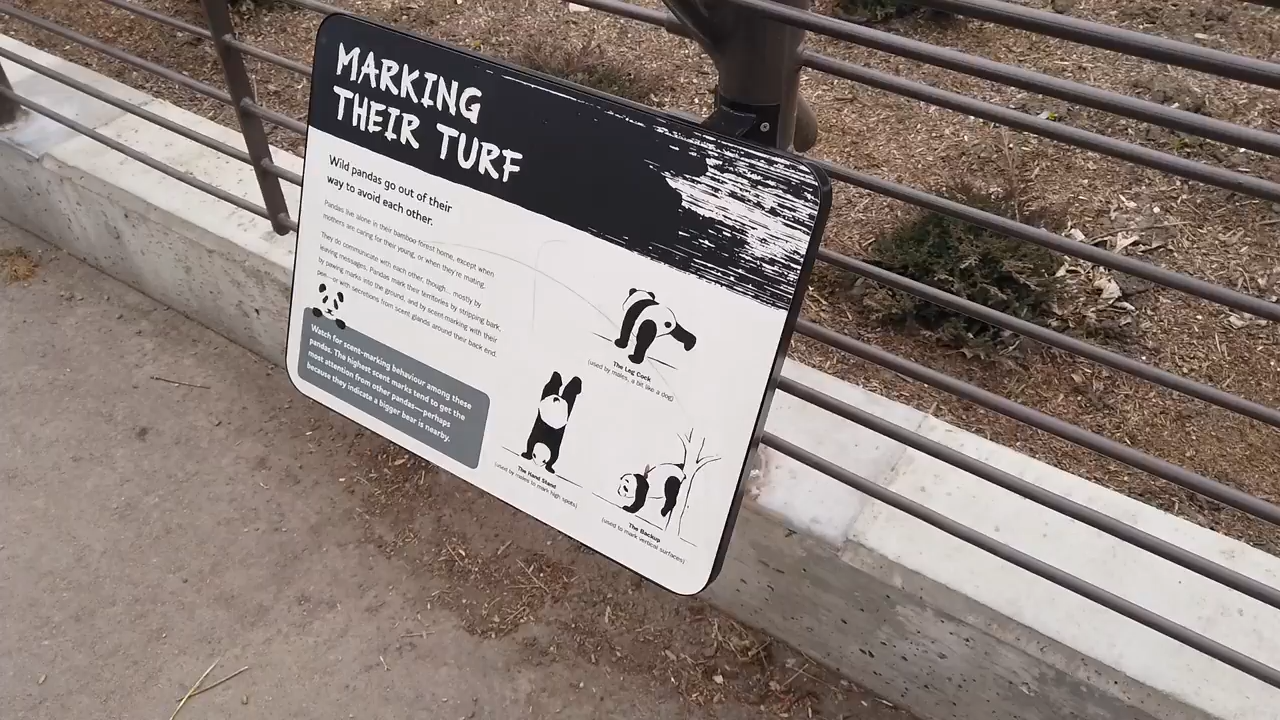 MARKING
THEIR TURF
Wild pandas go out of their
way to avoid each other.
Pandas live alone in their bamboo forest home, except when
mothers are caring for their young, or when they're mating.
They do communicate with each other, though... mostly by
leaving messages. Pandas mark their territories by stripping bark,
by pawing marks into the ground, and by scent-marking with their
pee... or with secretions from scent glands around their back end.
Watch for scent-marking behaviour among these
pandas. The highest scent marks tend to get the
most attention from other pandas—perhaps
because they indicate a bigger bear is nearby.
The Leg Cock
(used by males, a bit like a dog)
The Hand Stand
(used by males to mark high spots)
The Backup
(used to mark vertical surfaces)